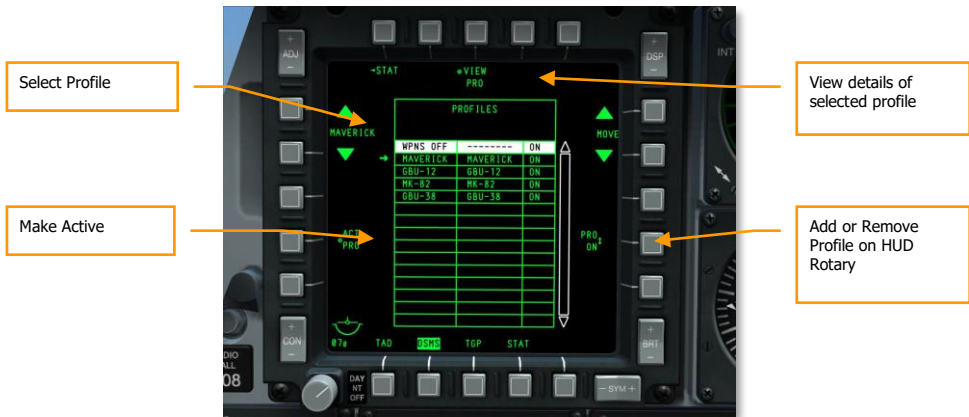 Select Profile
Make Active
View details of
selected profile
Add or Remove
Profile on HUD
Rotary
+
ADJ
-
+
DSP
-
INT
→STAT
VIEW
PRO
PROFILES
MAVERICK
MOVE
WPNS OFF -------- ON
MAVERICK MAVERICK ON
GBU-12 GBU-12 ON
MK-82 MK-82 ON
GBU-38 GBU-38 ON
ACT
PRO
PRO
ON
+
CON
-
+
BRT
-
TAD DSMS TGP STAT
DAY
NT
OFF
- SYM +
08